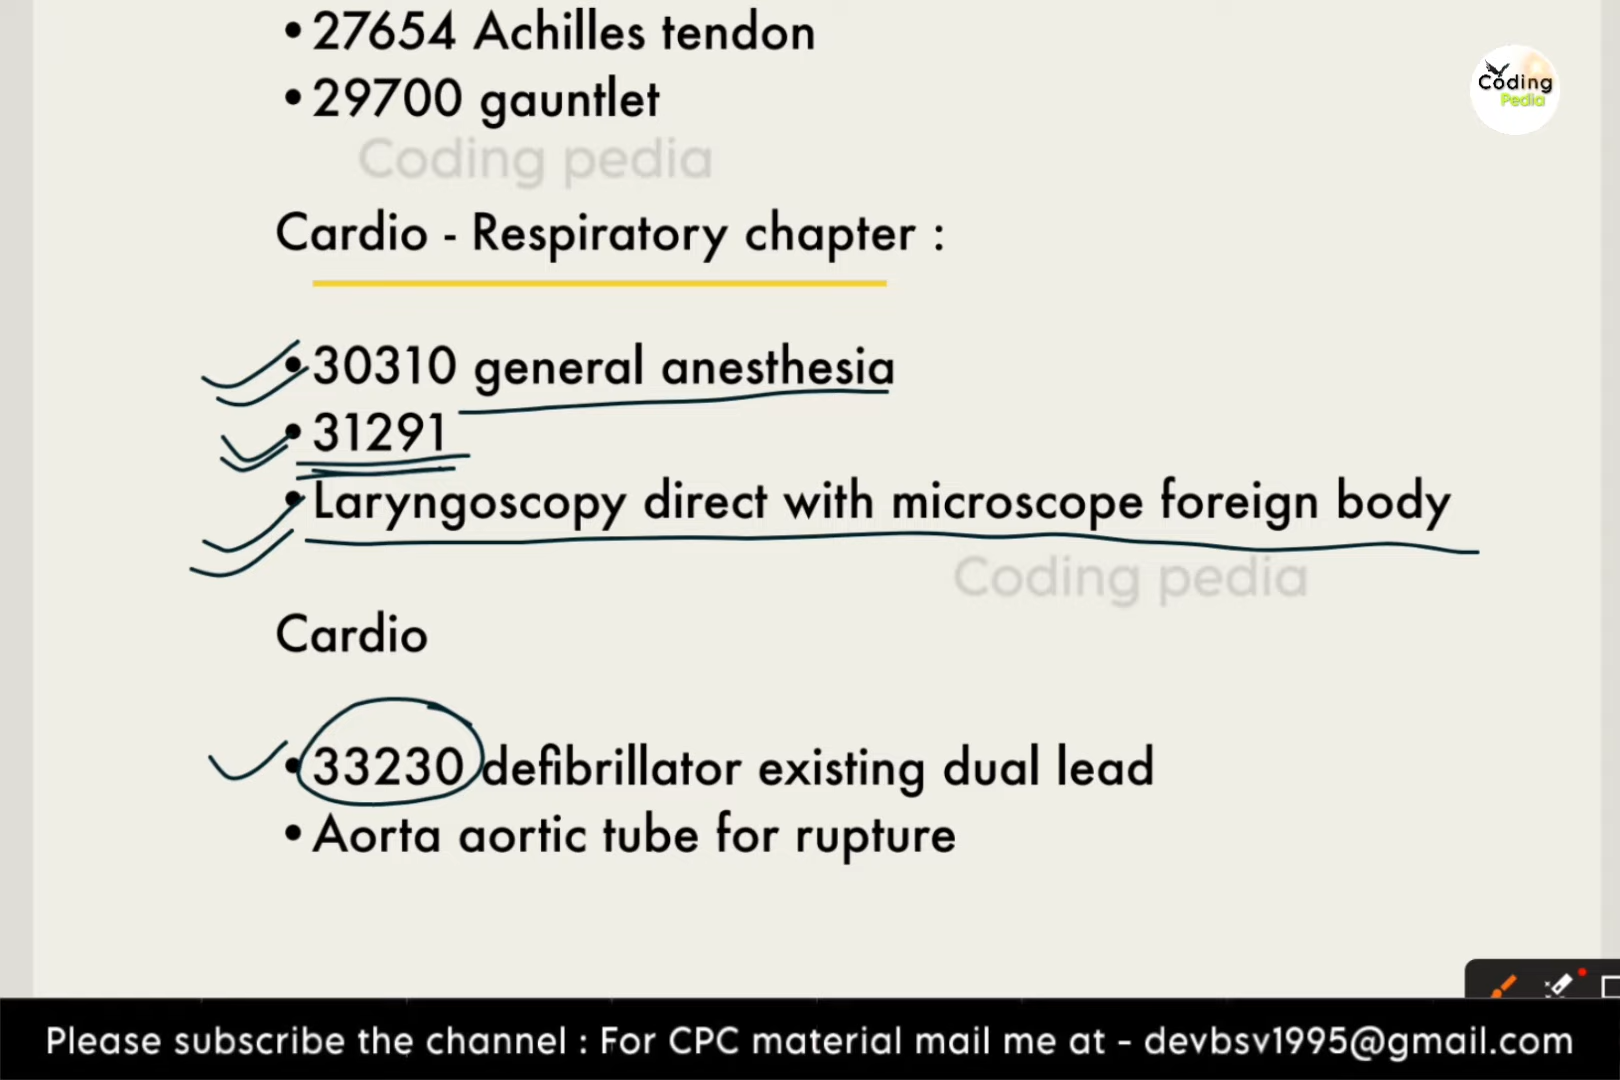 •27654 Achilles tendon
•29700 gauntlet
Coding
Pedia
Coding pedia
Cardio - Respiratory chapter :
•30310 general anesthesia
•31291
•Laryngoscopy direct with microscope foreign body
Coding pedia
Cardio
•33230 defibrillator existing dual lead
•Aorta aortic tube for rupture
Please subscribe the channel : For CPC material mail me at - devbsv1995@gmail.com